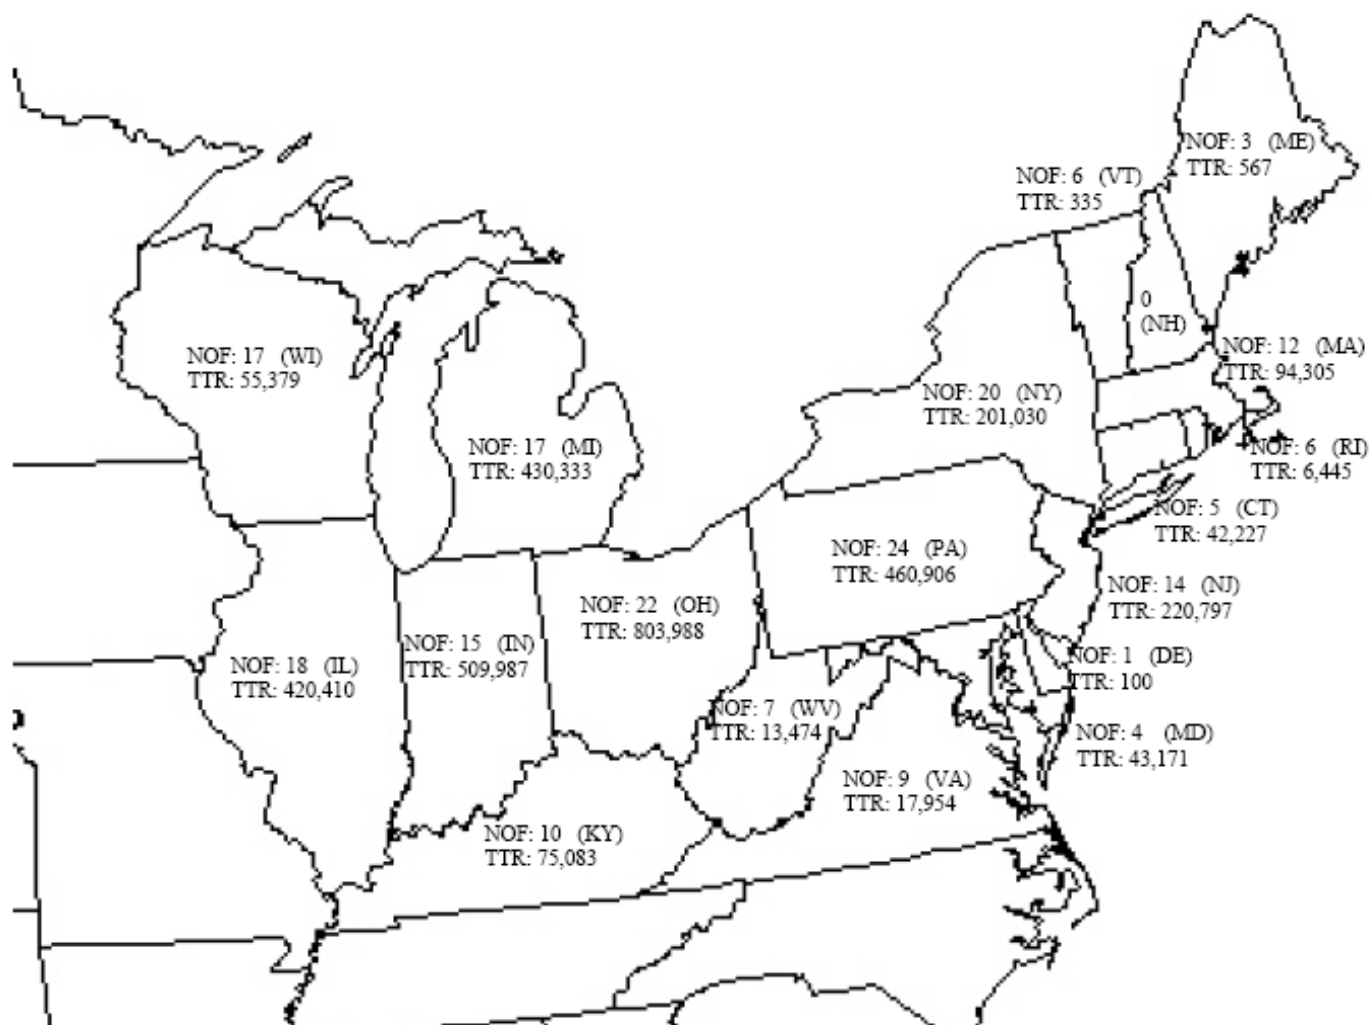 NOF: 3 (ME)
TTR: 567
NOF: 6 (VT)
TTR: 335
0
(NH)
NOF: 17 (WI)
TTR: 55,379
NOF: 12 (MA)
TTR: 94,305
NOF: 20 (NY)
TTR: 201,030
NOF: 17 (MI)
TTR: 430,333
NOF: 6 (RI)
TTR: 6,445
NOF: 5 (CT)
TTR: 42,227
NOF: 24 (PA)
TTR: 460,906
NOF: 14 (NJ)
TTR: 220,797
NOF: 22 (OH)
TTR: 803,988
NOF: 15 (IN)
TTR: 509,987
NOF: 18 (IL)
TTR: 420,410
NOF: 1 (DE)
TTR: 100
NOF: 7 (WV)
TTR: 13,474
NOF: 4 (MD)
TTR: 43,171
NOF: 9 (VA)
TTR: 17,954
NOF: 10 (KY)
TTR: 75,083